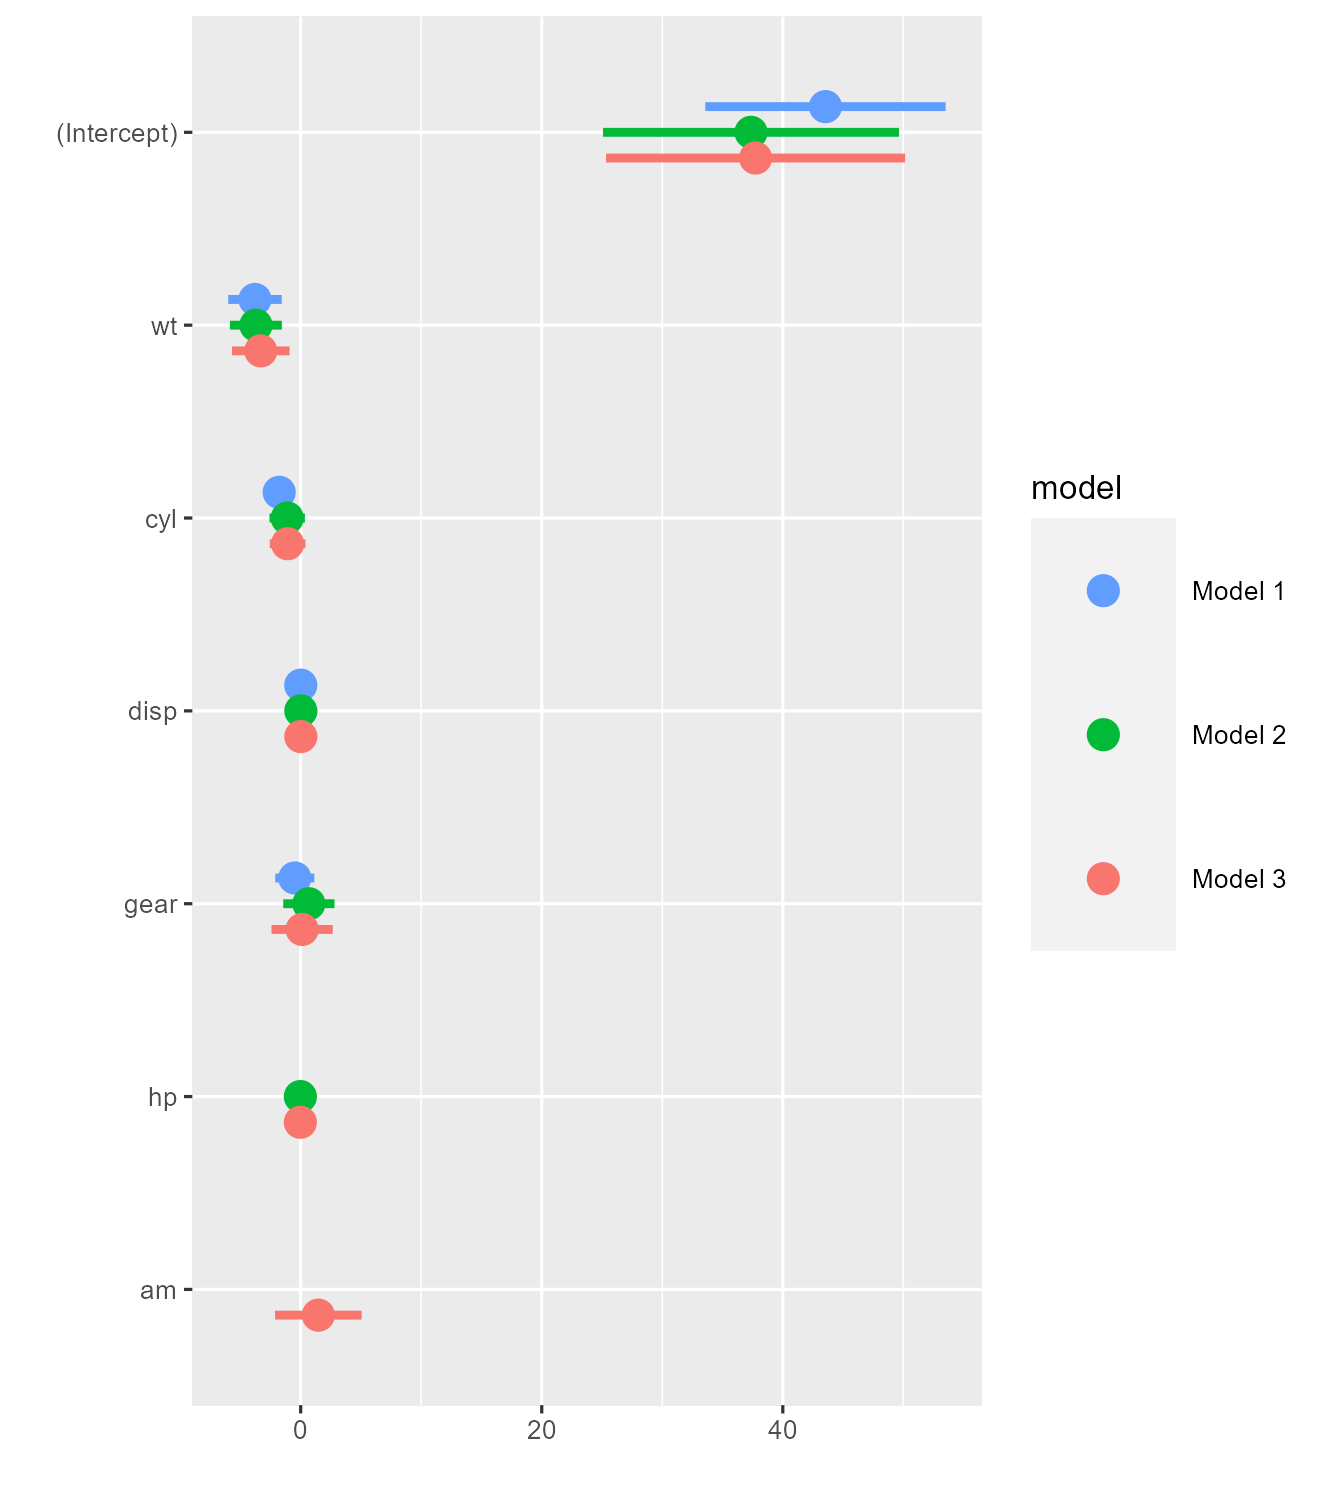 (Intercept)
wt
cyl
disp
gear
hp
am
0 20 40
model
Model 1
Model 2
Model 3